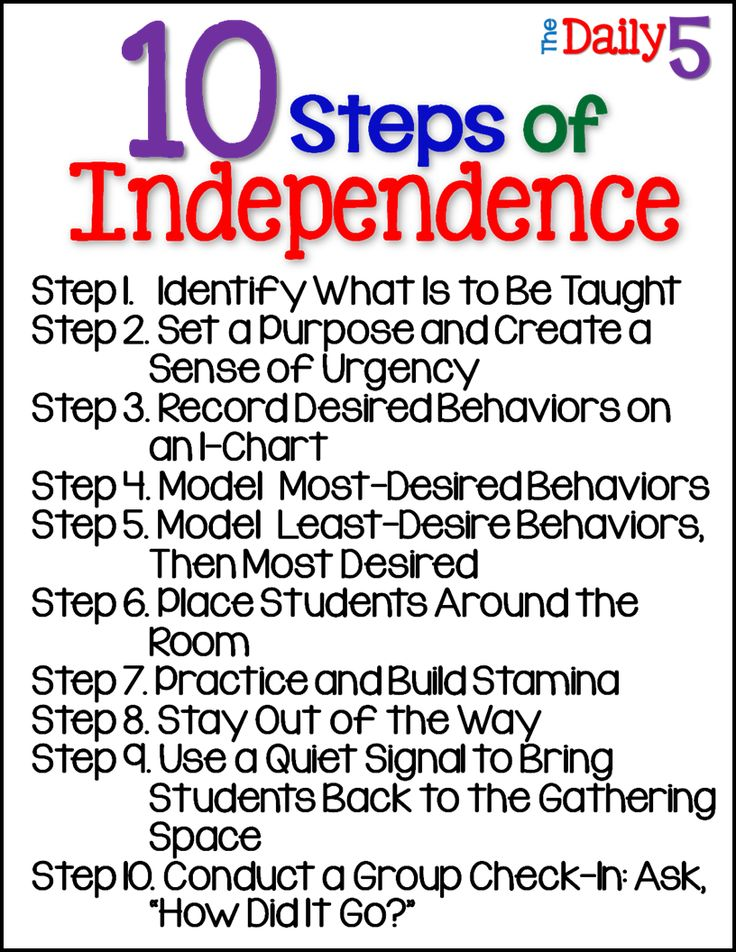 The Daily 5
10 Steps of
Independence
Step 1. Identify What Is to Be Taught
Step 2. Set a Purpose and Create a
Sense of Urgency
Step 3. Record Desired Behaviors on
an I-Chart
Step 4. Model Most-Desired Behaviors
Step 5. Model Least-Desire Behaviors,
Then Most Desired
Step 6. Place Students Around the
Room
Step 7. Practice and Build Stamina
Step 8. Stay Out of the Way
Step 9. Use a Quiet Signal to Bring
Students Back to the Gathering
Space
Step 10. Conduct a Group Check-In: Ask,
“How Did It Go?”